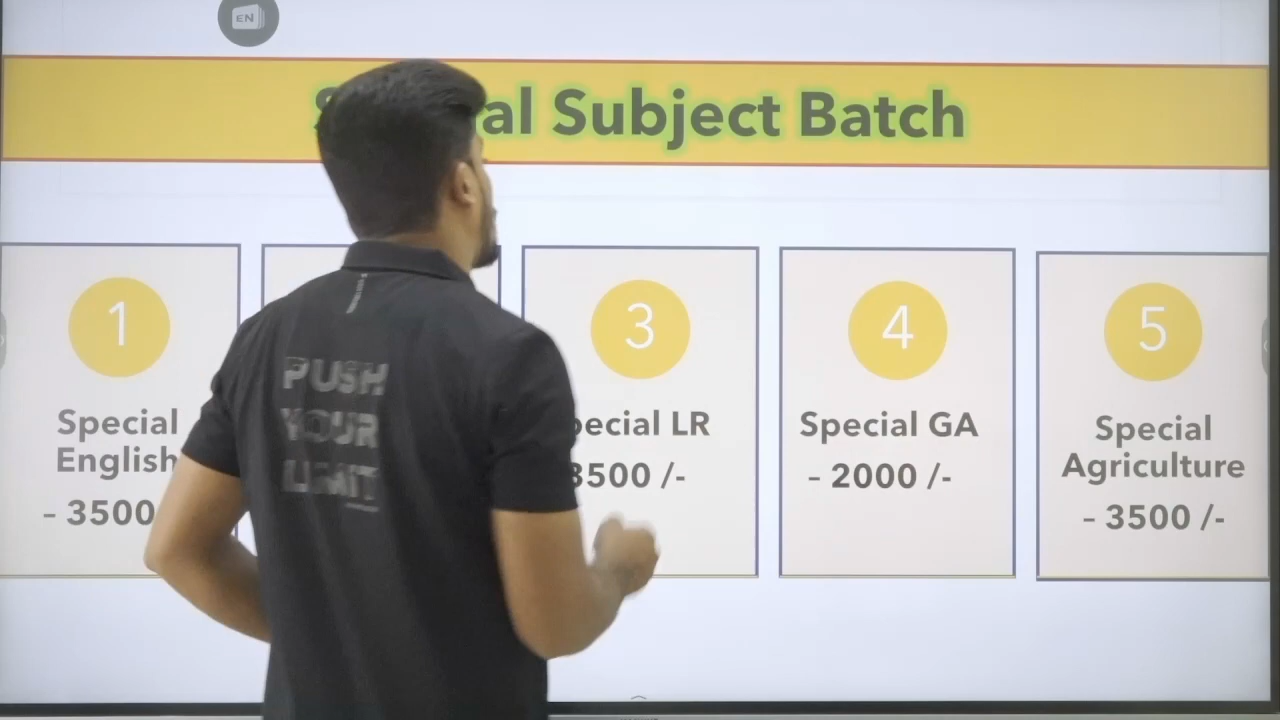 EN
al Subject Batch
1
Special
English
– 3500
3
pecial LR
3500 /-
4
Special GA
– 2000 /-
5
Special
Agriculture
– 3500 /-
PUSH
YOUR
LIMIT